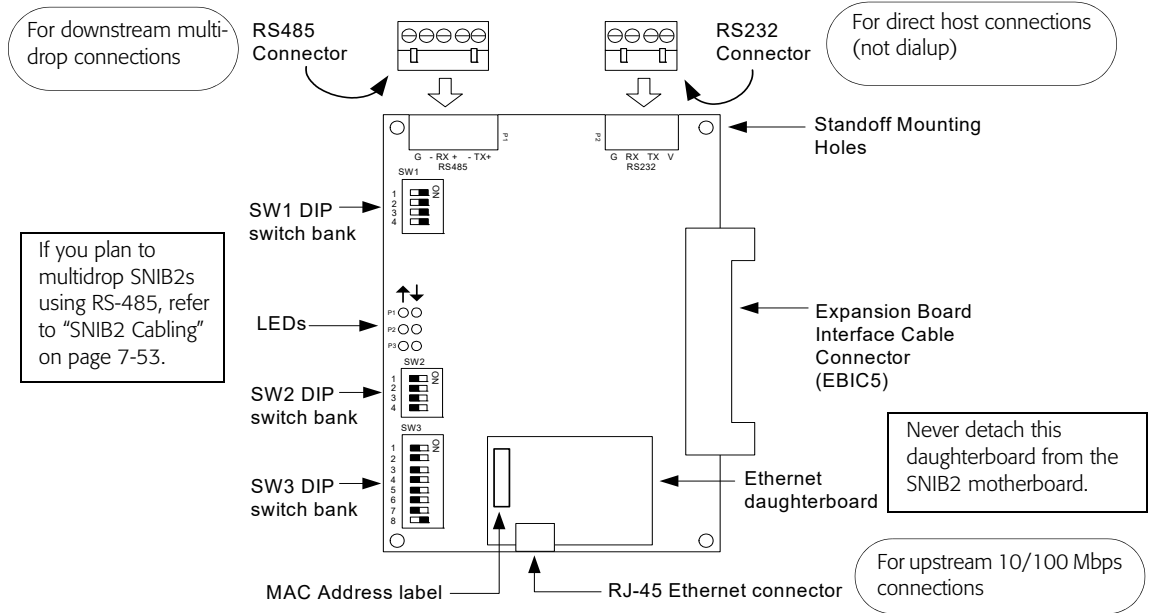 For downstream multi-
drop connections
RS485
Connector
RS232
Connector
For direct host connections
(not dialup)
Standoff Mounting
Holes
P1
P2
G - RX + - TX+
RS485
G RX TX V
RS232
SW1
ON
1
2
3
4
SW1 DIP
switch bank
If you plan to
multidrop SNIB2s
using RS-485, refer
to “SNIB2 Cabling”
on page 7-53.
LEDs
P1
P2
P3
Expansion Board
Interface Cable
Connector
(EBIC5)
SW2
ON
1
2
3
4
SW2 DIP
switch bank
SW3
ON
1
2
3
4
5
6
7
8
SW3 DIP
switch bank
Ethernet
daughterboard
Never detach this
daughterboard from the
SNIB2 motherboard.
MAC Address label
RJ-45 Ethernet connector
For upstream 10/100 Mbps
connections